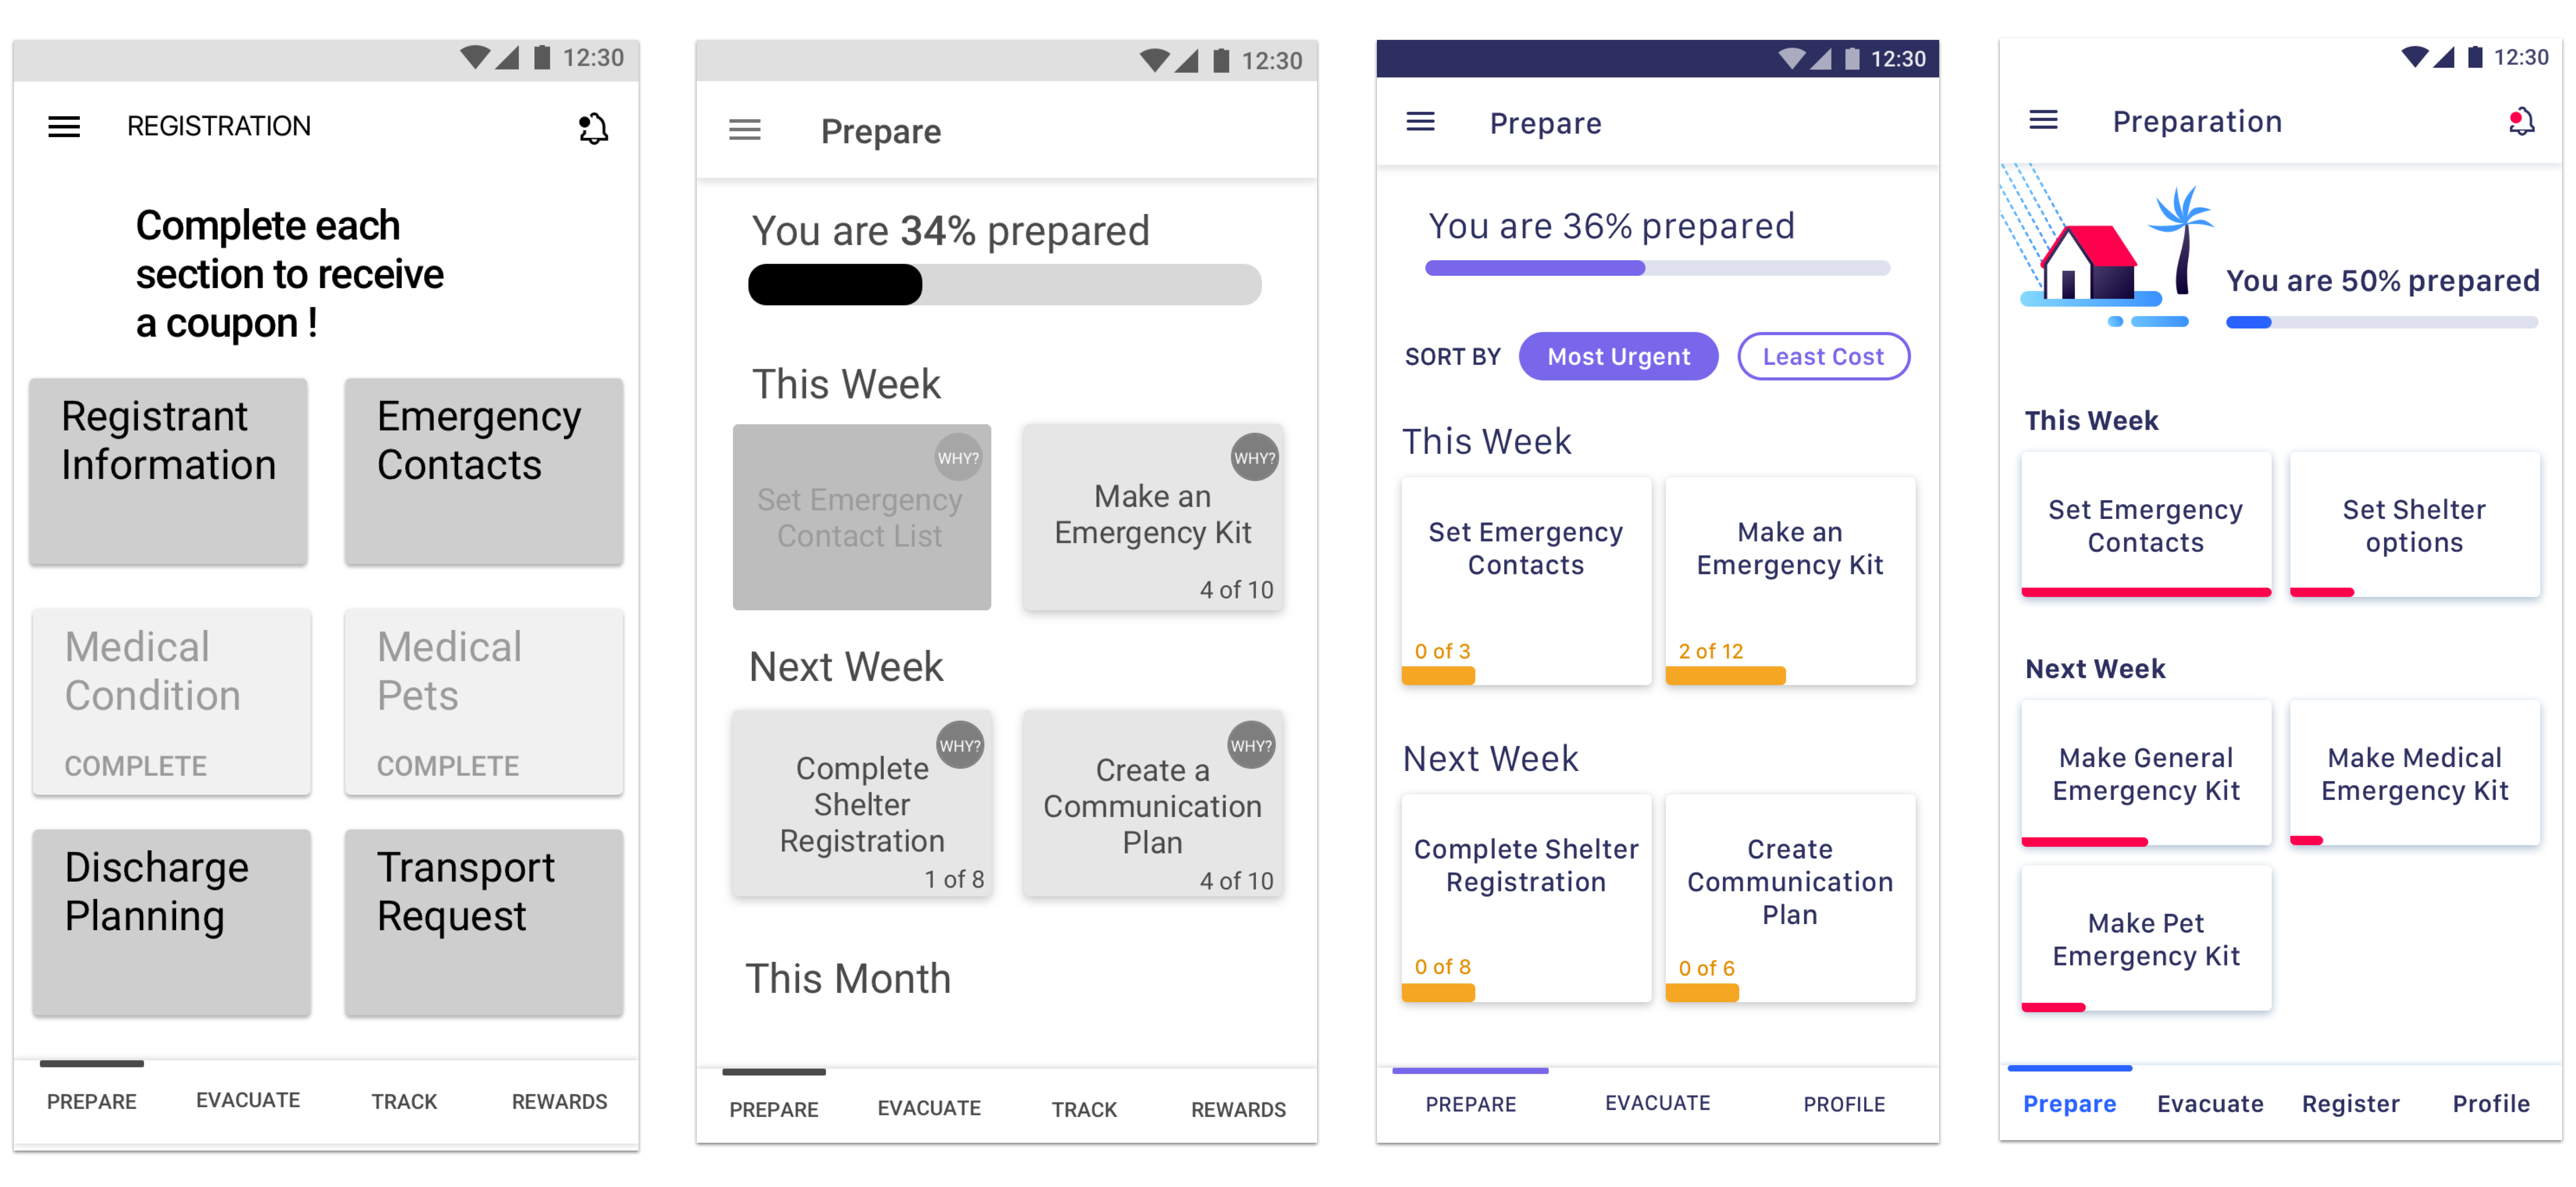 12:30
REGISTRATION
Complete each
section to receive
a coupon !
Registrant
Information
Emergency
Contacts
Medical
Condition
COMPLETE
Medical
Pets
COMPLETE
Discharge
Planning
Transport
Request
PREPARE
EVACUATE
TRACK
REWARDS
12:30
Prepare
You are 34% prepared
This Week
WHY?
Set Emergency
Contact List
WHY?
Make an
Emergency Kit
4 of 10
Next Week
WHY?
Complete
Shelter
Registration
1 of 8
WHY?
Create a
Communication
Plan
4 of 10
This Month
PREPARE
EVACUATE
TRACK
REWARDS
12:30
Prepare
You are 36% prepared
SORT BY
Most Urgent
Least Cost
This Week
Set Emergency
Contacts
0 of 3
Make an
Emergency Kit
2 of 12
Next Week
Complete Shelter
Registration
0 of 8
Create
Communication
Plan
0 of 6
PREPARE
EVACUATE
PROFILE
12:30
Preparation
You are 50% prepared
This Week
Set Emergency
Contacts
Set Shelter
options
Next Week
Make General
Emergency Kit
Make Medical
Emergency Kit
Make Pet
Emergency Kit
Prepare
Evacuate
Register
Profile